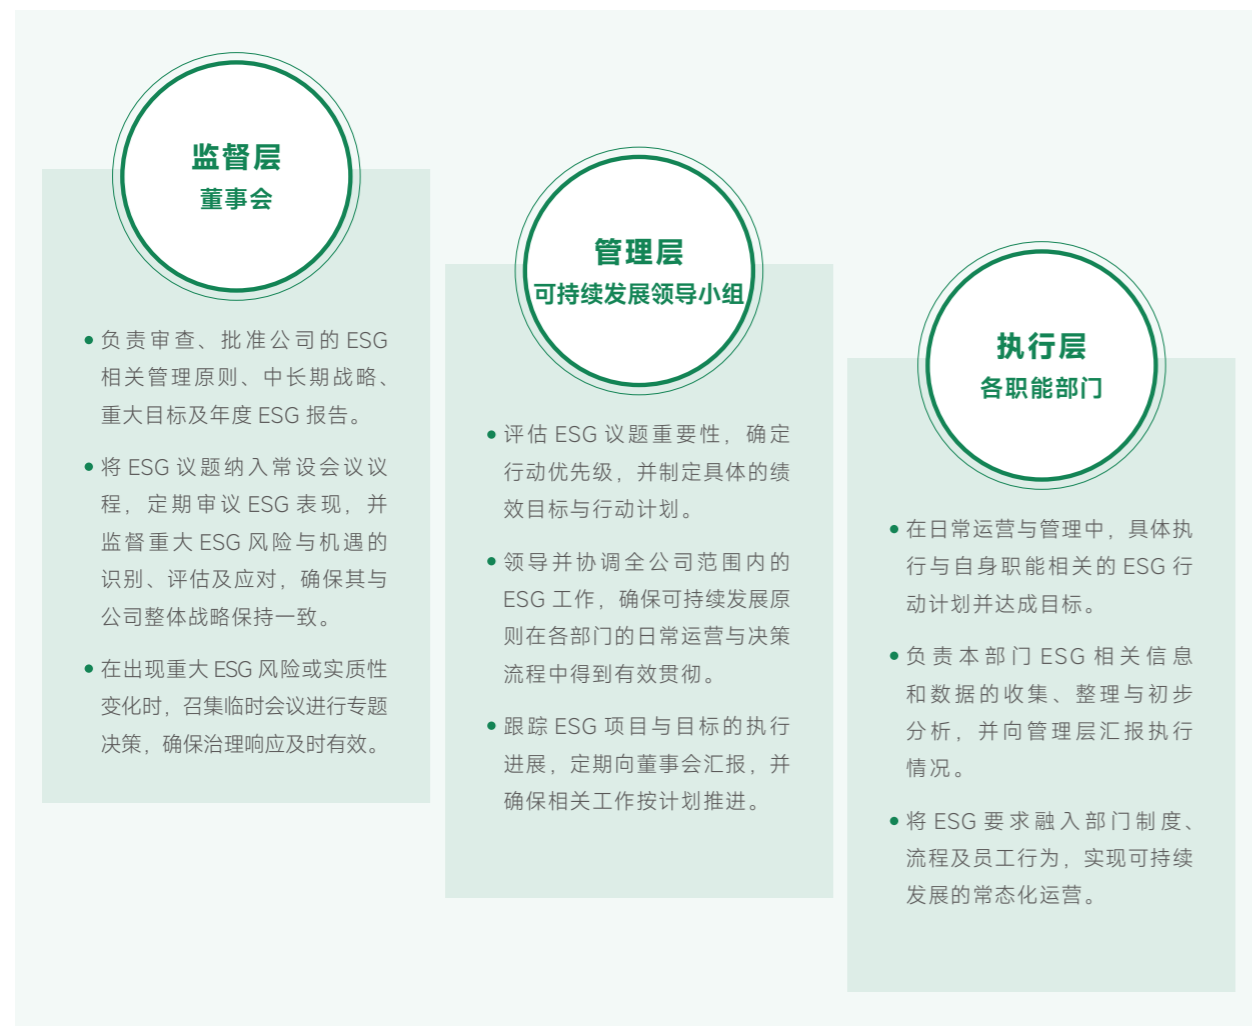 监督层
董事会
• 负责审查、批准公司的 ESG
相关管理原则、中长期战略、
重大目标及年度 ESG 报告。
• 将 ESG 议题纳入常设会议议
程，定期审议 ESG 表现，并
监督重大 ESG 风险与机遇的
识别、评估及应对，确保其与
公司整体战略保持一致。
• 在出现重大 ESG 风险或实质性
变化时，召集临时会议进行专题
决策，确保治理响应及时有效。
管理层
可持续发展领导小组
• 评估 ESG 议题重要性，确定
行动优先级，并制定具体的绩
效目标与行动计划。
• 领导并协调全公司范围内的
ESG 工作，确保可持续发展原
则在各部门的日常运营与决策
流程中得到有效贯彻。
• 跟踪 ESG 项目与目标的执行
进展，定期向董事会汇报，并
确保相关工作按计划推进。
执行层
各职能部门
• 在日常运营与管理中，具体执
行与自身职能相关的 ESG 行
动计划并达成目标。
• 负责本部门 ESG 相关信息
和数据的收集、整理与初步
分析，并向管理层汇报执行
情况。
• 将 ESG 要求融入部门制度、
流程及员工行为，实现可持续
发展的常态化运营。